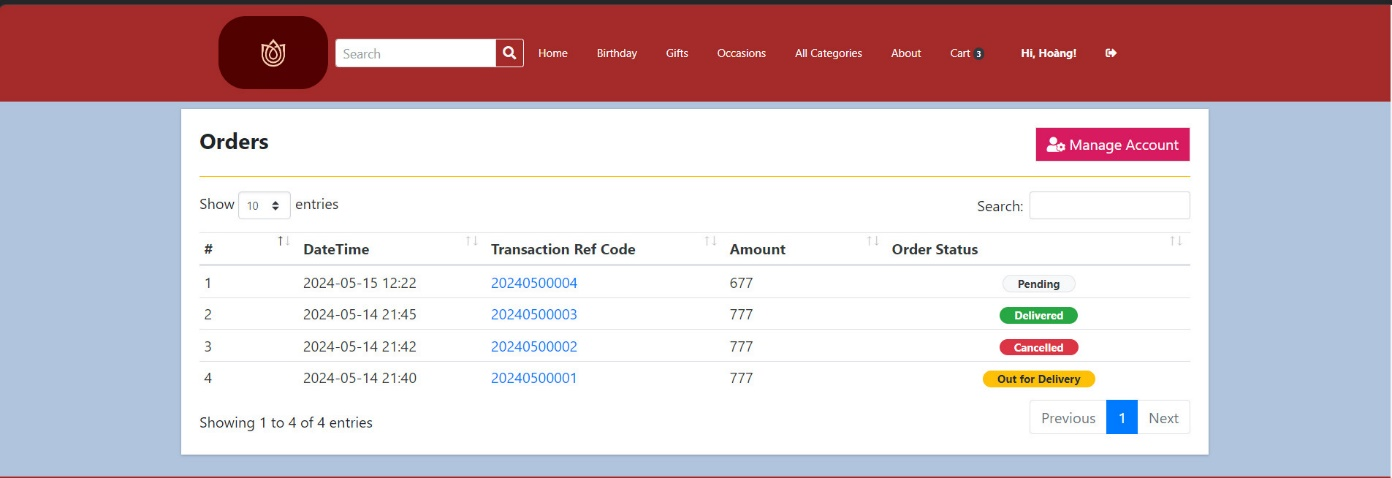 Search Home Birthday Gifts Occasions All Categories About Cart 3 Hi, Hoàng!
Orders Manage Account
Show 10 entries Search:
# DateTime Transaction Ref Code Amount Order Status
1 2024-05-15 12:22 20240500004 677 Pending
2 2024-05-14 21:45 20240500003 777 Delivered
3 2024-05-14 21:42 20240500002 777 Cancelled
4 2024-05-14 21:40 20240500001 777 Out for Delivery
Showing 1 to 4 of 4 entries Previous 1 Next